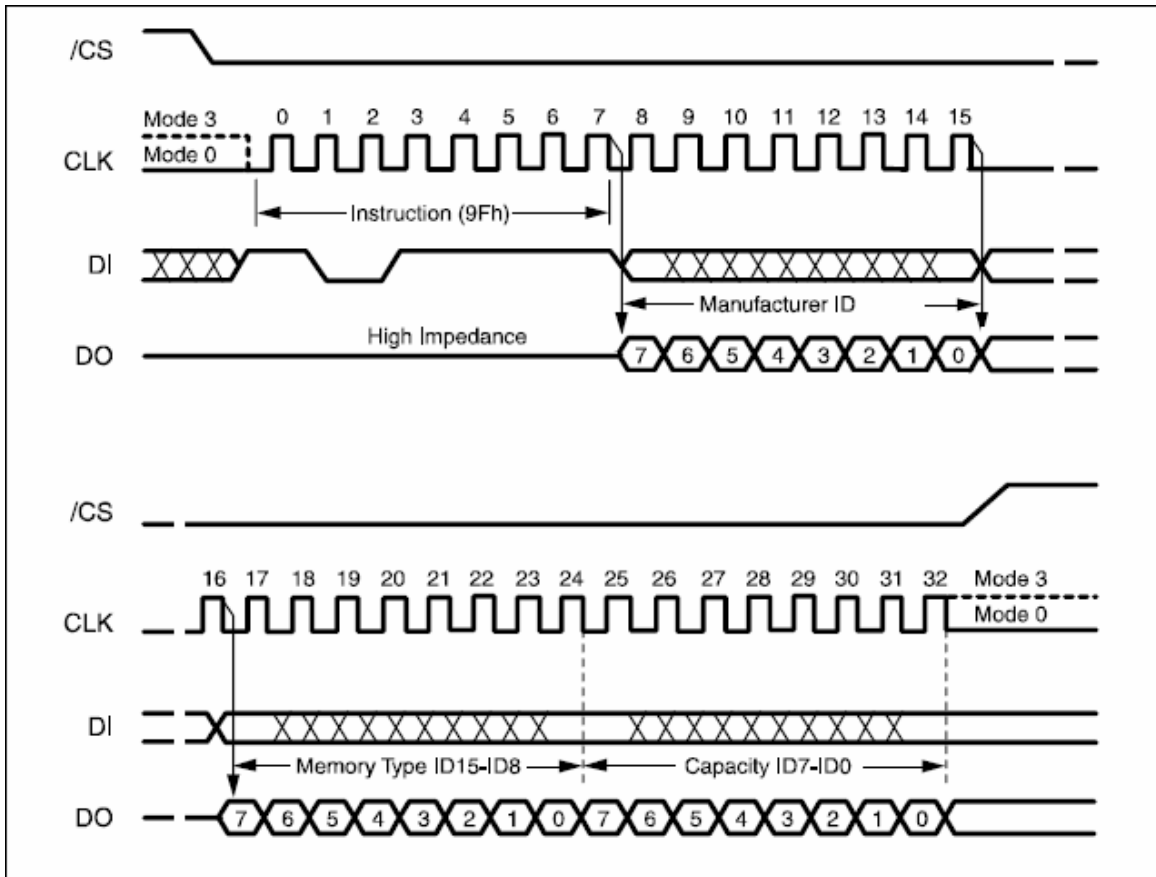 /CS
Mode 3
0 1 2 3 4 5 6 7 8 9 10 11 12 13 14 15
Mode 0
CLK
Instruction (9Fh)
DI
Manufacturer ID
High Impedance
DO
7 6 5 4 3 2 1 0
/CS
16 17 18 19 20 21 22 23 24 25 26 27 28 29 30 31 32 Mode 3
CLK
Mode 0
DI
Memory Type ID15-ID8 Capacity ID7-ID0
DO
7 6 5 4 3 2 1 0 7 6 5 4 3 2 1 0